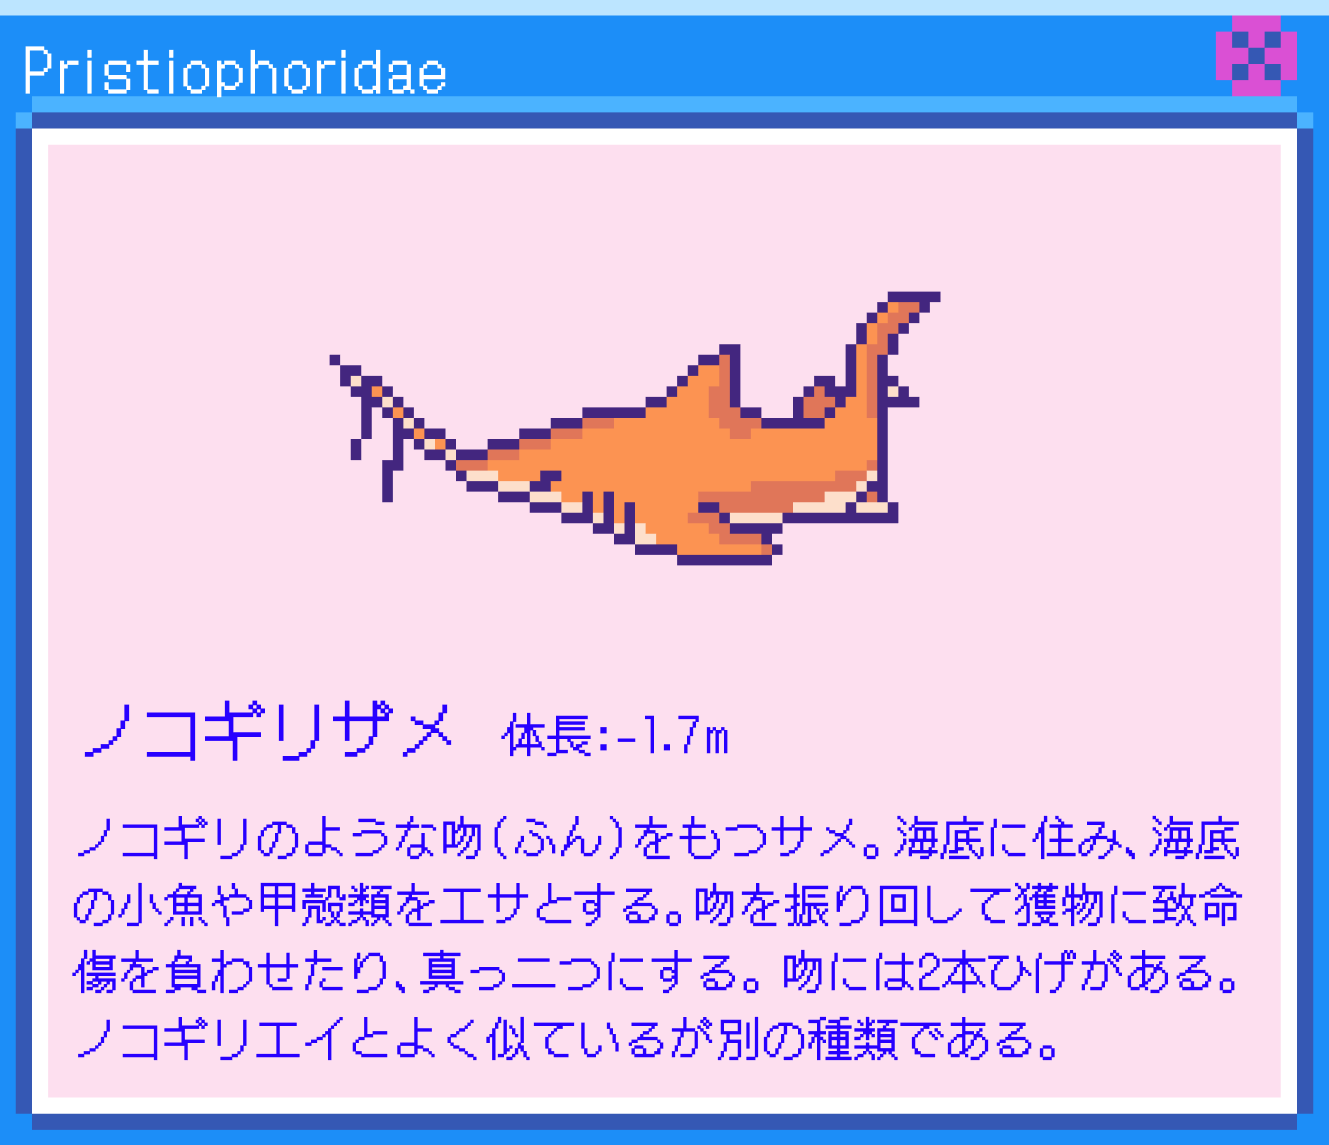 Pristiophoridae
ノコギリザメ 体長:-1.7m
ノコギリのような吻(ふん)をもつサメ。海底に住み、海底
の小魚や甲殻類をエサとする。吻を振り回して獲物に致命
傷を負わせたり、真っ二つにする。吻には2本ひげがある。
ノコギリエイとよく似ているが別の種類である。